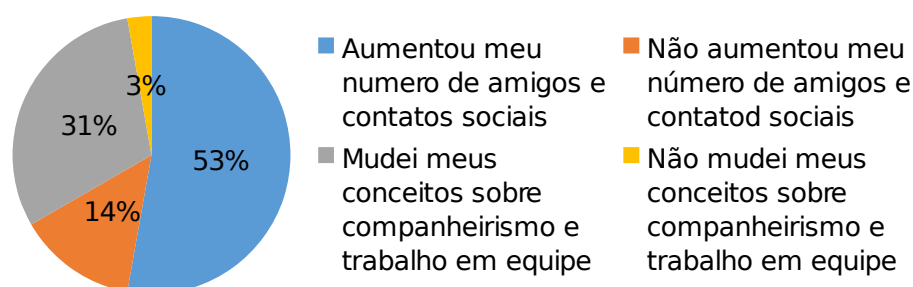 3%
31%
53%
14%
Aumentou meu
numero de amigos e
contatos sociais
Não aumentou meu
número de amigos e
contatod sociais
Mudei meus
conceitos sobre
companheirismo e
trabalho em equipe
Não mudei meus
conceitos sobre
companheirismo e
trabalho em equipe